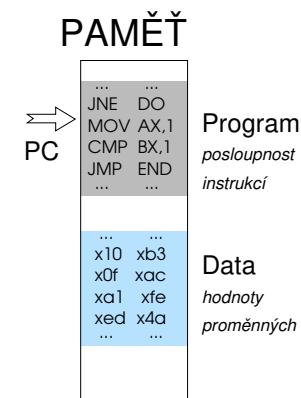 PAMĚŤ
... ...
JNE DO
MOV AX,1
CMP BX,1
JMP END
... ...
PC
Program
posloupnost
instrukcí
... ...
x10 xb3
x0f xac
xa1 xfe
xed x4a
... ...
Data
hodnoty
proměnných